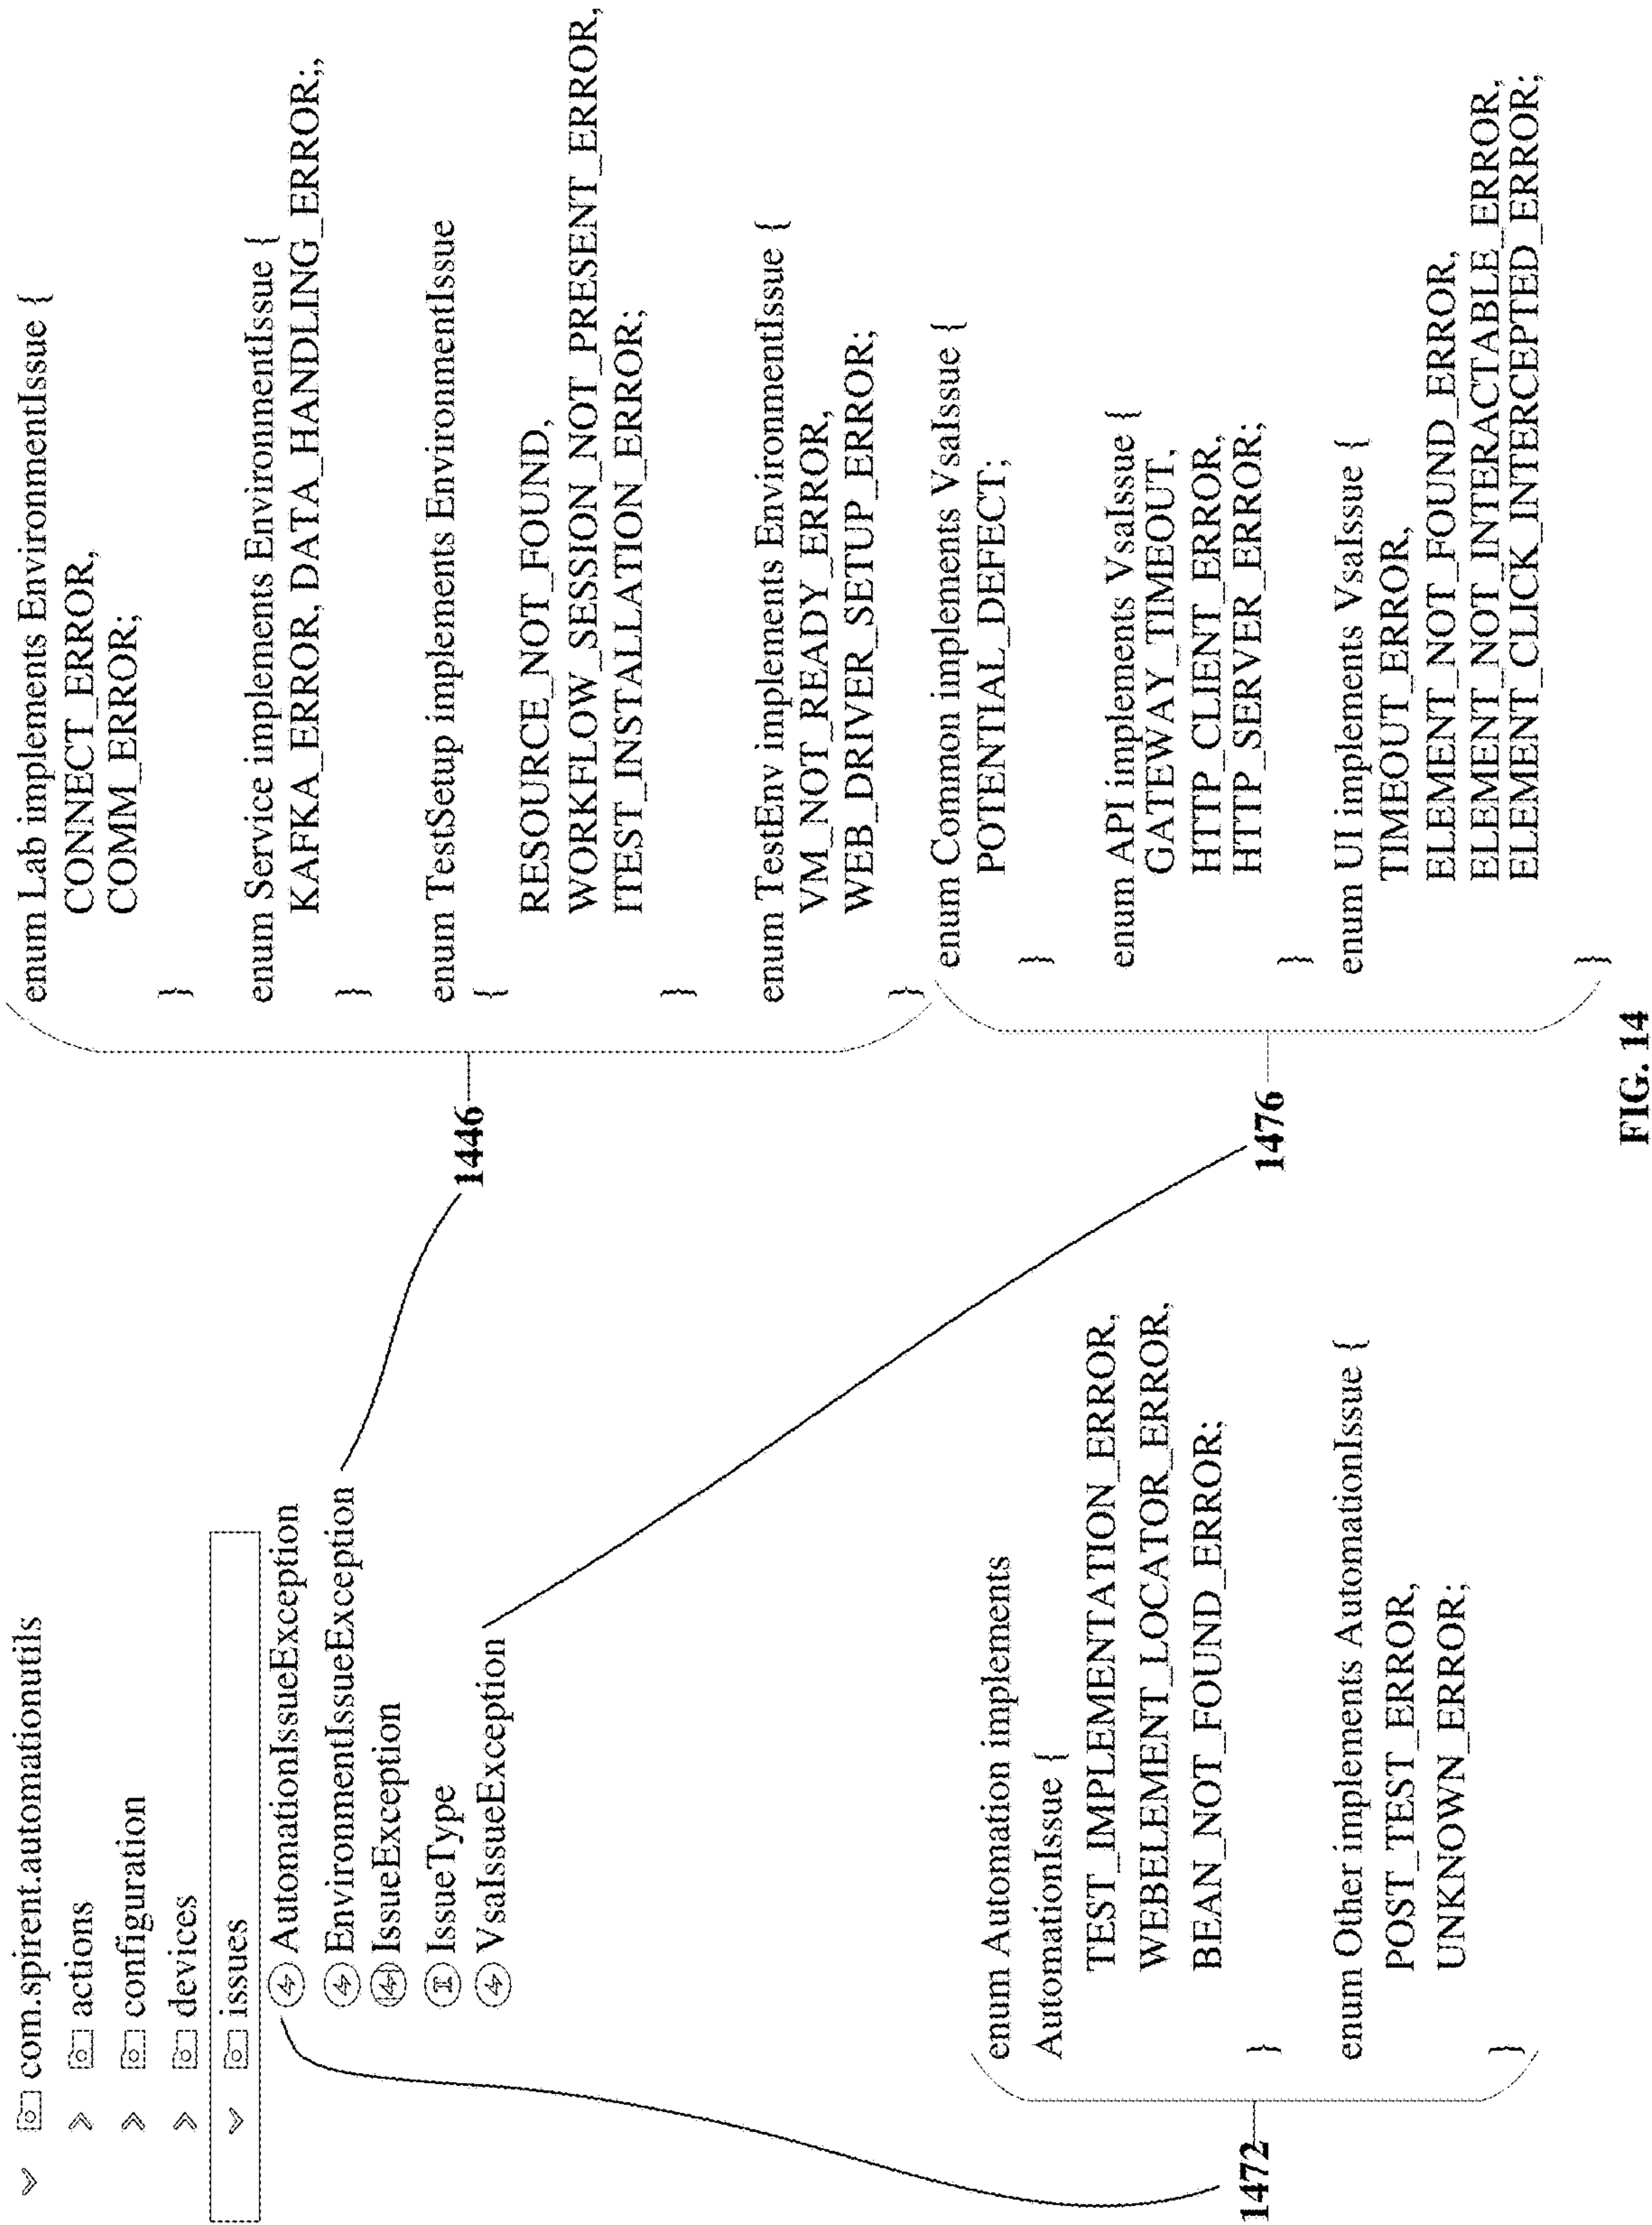 com.spirent.automationutils
actions
configuration
devices
issues
AutomationIssueException
EnvironmentIssueException
IssueException
IssueType
VsaIssueException
1446
enum Lab implements EnvironmentIssue {
CONNECT_ERROR,
COMM_ERROR;
}
enum Service implements EnvironmentIssue {
KAFKA_ERROR, DATA_HANDLING_ERROR;,
}
enum TestSetup implements EnvironmentIssue
{
RESOURCE_NOT_FOUND,
WORKFLOW_SESSION_NOT_PRESENT_ERROR,
ITEST_INSTALLATION_ERROR;
}
enum TestEnv implements EnvironmentIssue {
VM_NOT_READY_ERROR,
WEB_DRIVER_SETUP_ERROR;
}
1472
enum Automation implements
AutomationIssue {
TEST_IMPLEMENTATION_ERROR,
WEBELEMENT_LOCATOR_ERROR,
BEAN_NOT_FOUND_ERROR;
}
enum Other implements AutomationIssue {
POST_TEST_ERROR,
UNKNOWN_ERROR;
}
1476
enum Common implements VsaIssue {
POTENTIAL_DEFECT;
}
enum API implements VsaIssue {
GATEWAY_TIMEOUT,
HTTP_CLIENT_ERROR,
HTTP_SERVER_ERROR;
}
enum UI implements VsaIssue {
TIMEOUT_ERROR,
ELEMENT_NOT_FOUND_ERROR,
ELEMENT_NOT_INTERACTABLE_ERROR,
ELEMENT_CLICK_INTERCEPTED_ERROR;
}
FIG. 14